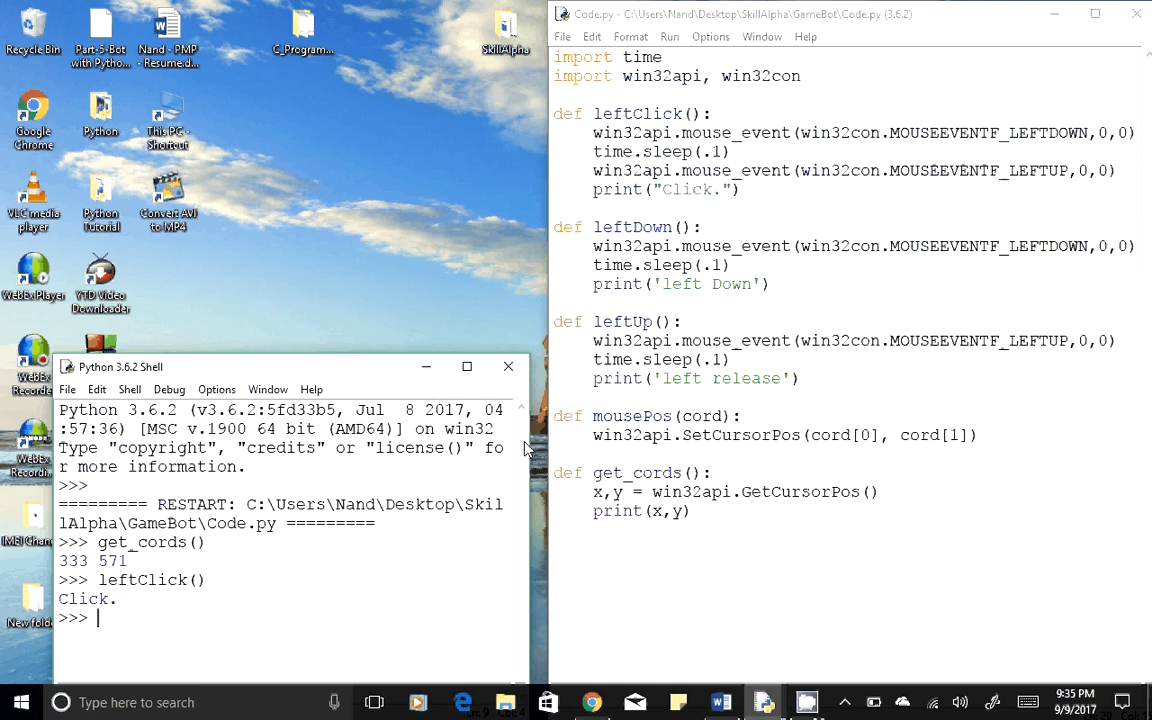 Recycle Bin
Part-5-Bot
with Pytho...
Nand - PMP
- Resume.d...
C_Program...
SkillAlpha
Google
Chrome
Python
This PC -
Shortcut
VLC media
player
Python
Tutorial
Convert AVI
to MP4
WebEx Player
YTD Video
Downloader
WebEx
Recorde
WebEx
Recordi...
IMEI Chan
New fold
Code.py - C:\Users\Nand\Desktop\SkillAlpha\GameBot\Code.py (3.6.2)
File Edit Format Run Options Window Help
import time
import win32api, win32con
def leftClick():
win32api.mouse_event(win32con.MOUSEEVENTF_LEFTDOWN,0,0)
time.sleep(.1)
win32api.mouse_event(win32con.MOUSEEVENTF_LEFTUP,0,0)
print("Click.")
def leftDown():
win32api.mouse_event(win32con.MOUSEEVENTF_LEFTDOWN,0,0)
time.sleep(.1)
print('left Down')
def leftUp():
win32api.mouse_event(win32con.MOUSEEVENTF_LEFTUP,0,0)
time.sleep(.1)
print('left release')
def mousePos(cord):
win32api.SetCursorPos(cord[0], cord[1])
def get_cords():
x,y = win32api.GetCursorPos()
print(x,y)
Python 3.6.2 Shell
File Edit Shell Debug Options Window Help
Python 3.6.2 (v3.6.2:5fd33b5, Jul  8 2017, 04
:57:36) [MSC v.1900 64 bit (AMD64)] on win32
Type "copyright", "credits" or "license()" fo
r more information.
>>>
========= RESTART: C:\Users\Nand\Desktop\Skil
lAlpha\GameBot\Code.py =========
>>> get_cords()
333 571
>>> leftClick()
Click.
>>>
Type here to search
9:35 PM
9/9/2017